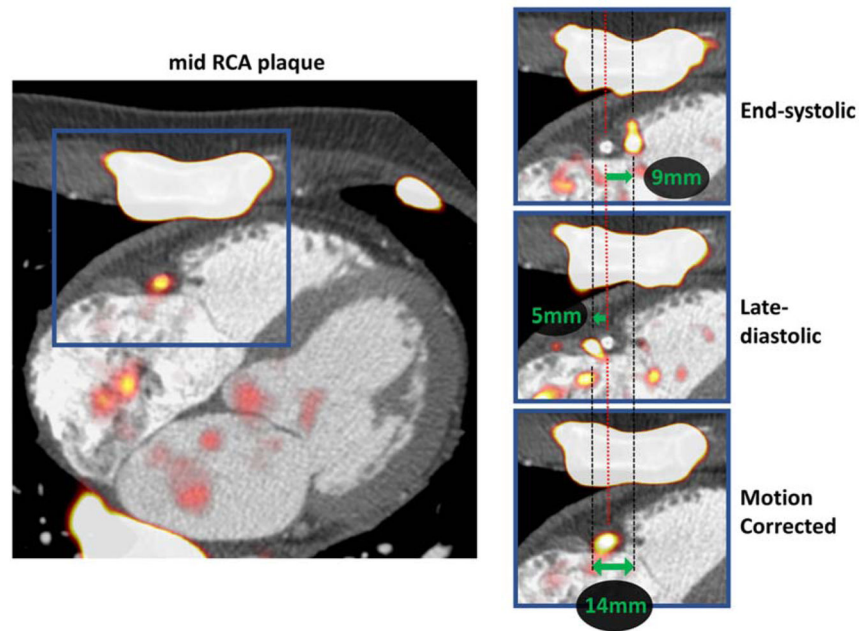 mid RCA plaque
End-systolic
9mm
5mm
Late-
diastolic
Motion
Corrected
14mm